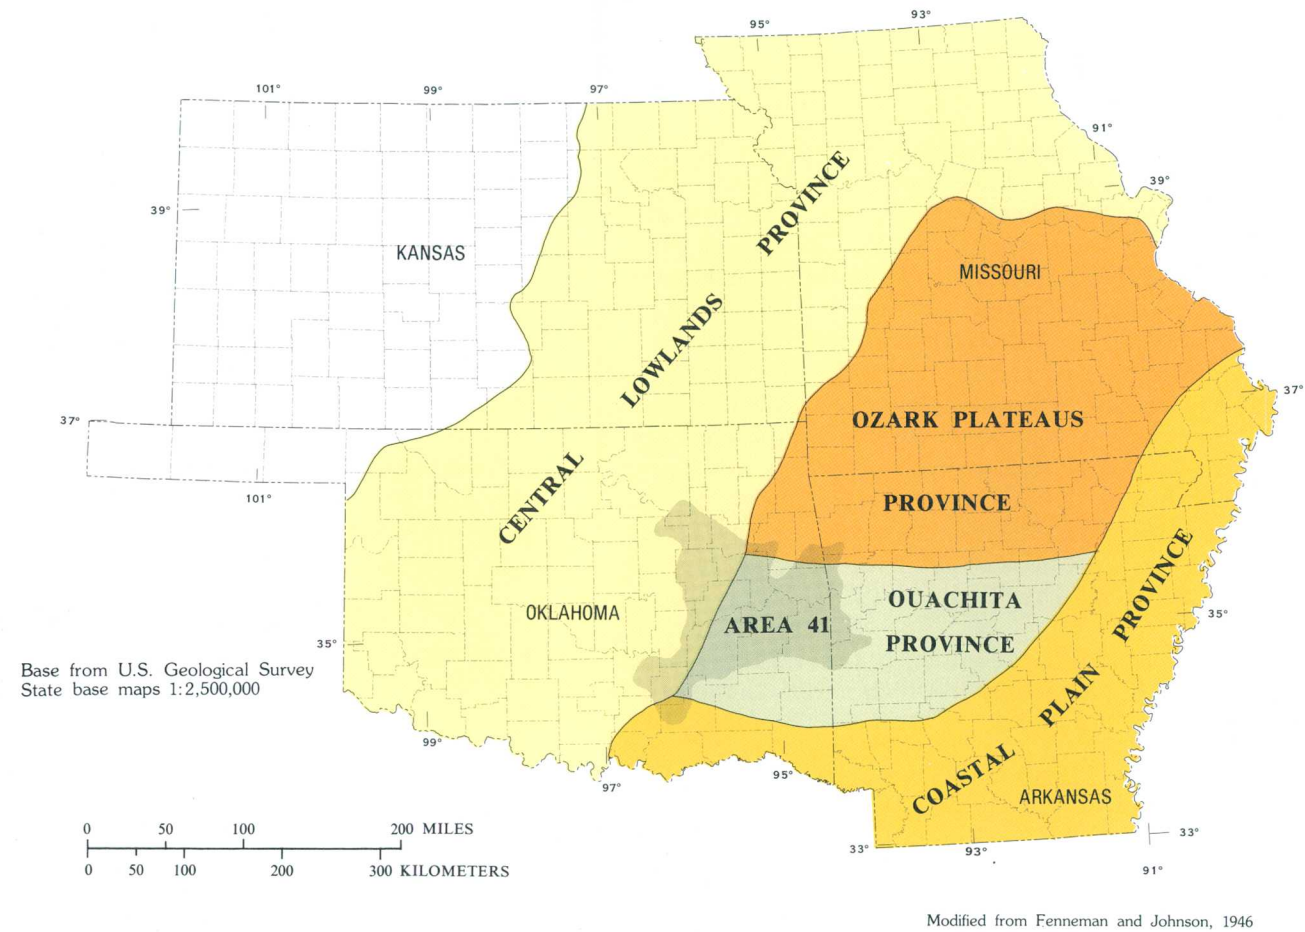 95°
93°
101°
99°
97°
91°
39°
39°
KANSAS
MISSOURI
CENTRAL LOWLANDS PROVINCE
37°
37°
101°
OZARK PLATEAUS
PROVINCE
OKLAHOMA
AREA 41
OUACHITA
PROVINCE
35°
35°
COASTAL PLAIN PROVINCE
ARKANSAS
Base from U.S. Geological Survey
State base maps 1:2,500,000
99°
97°
95°
33°
93°
33°
91°
0 50 100 200 MILES
0 50 100 200 300 KILOMETERS
Modified from Fenneman and Johnson, 1946